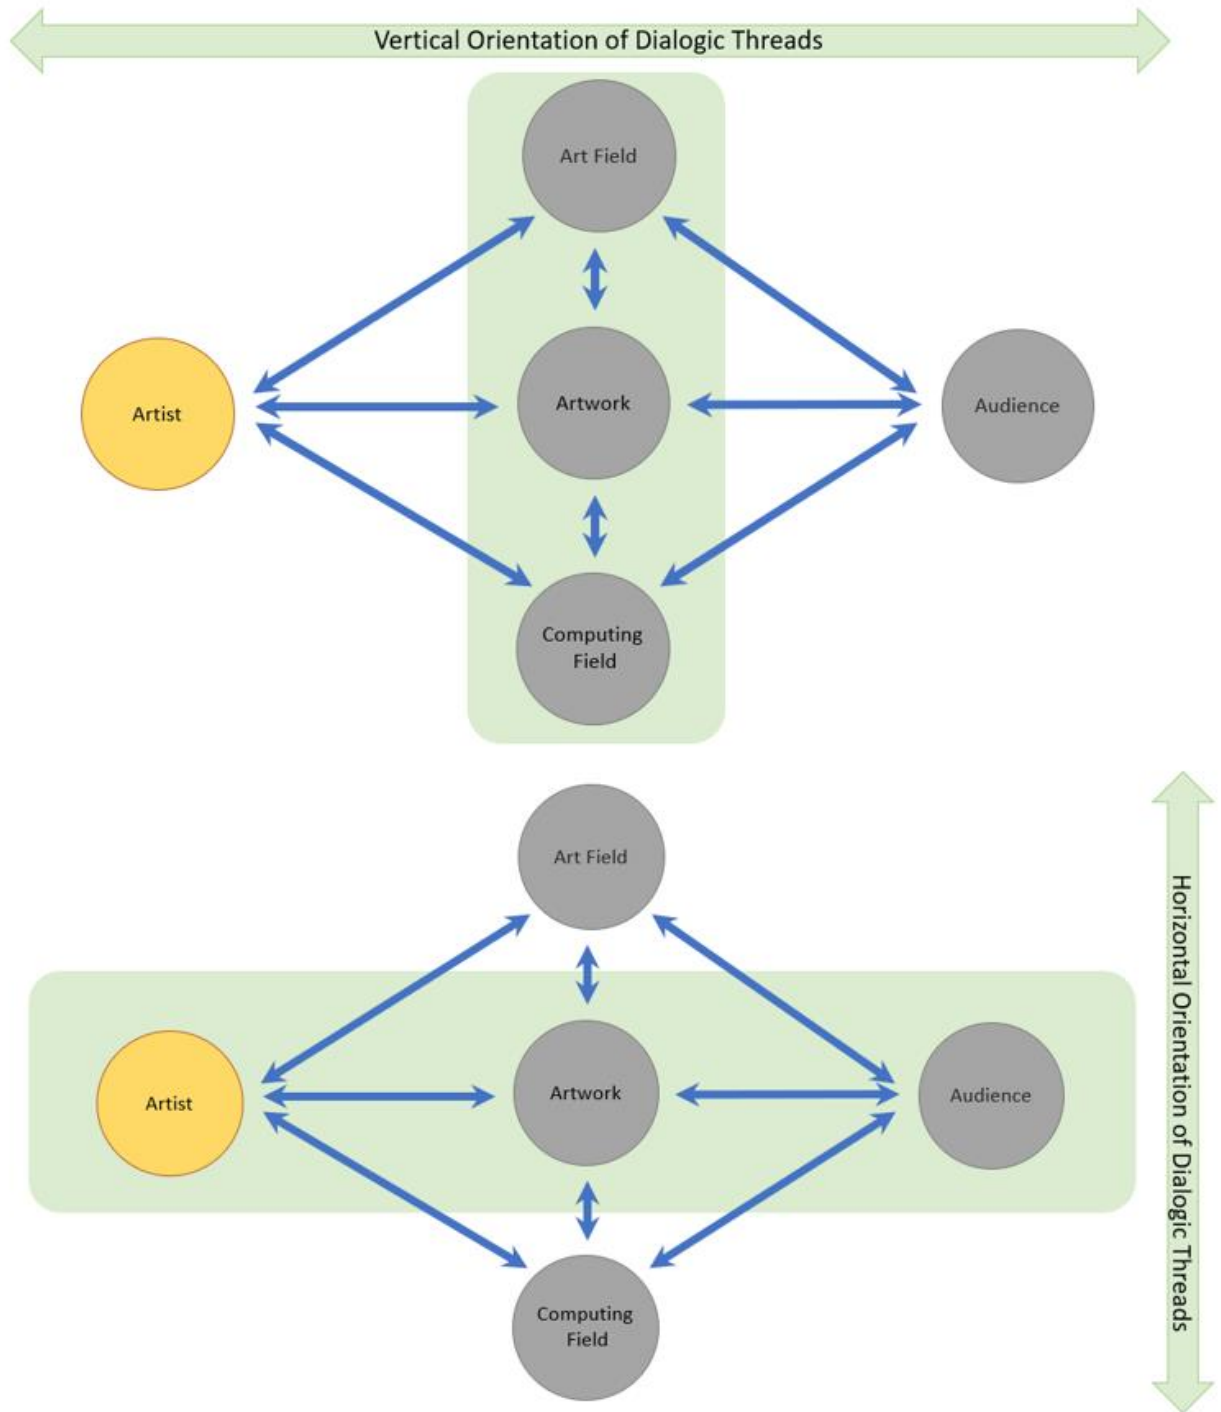 Vertical Orientation of Dialogic Threads
Art Field
Artist
Artwork
Audience
Computing
Field
Art Field
Artist
Artwork
Audience
Computing
Field
Horizontal Orientation of Dialogic Threads